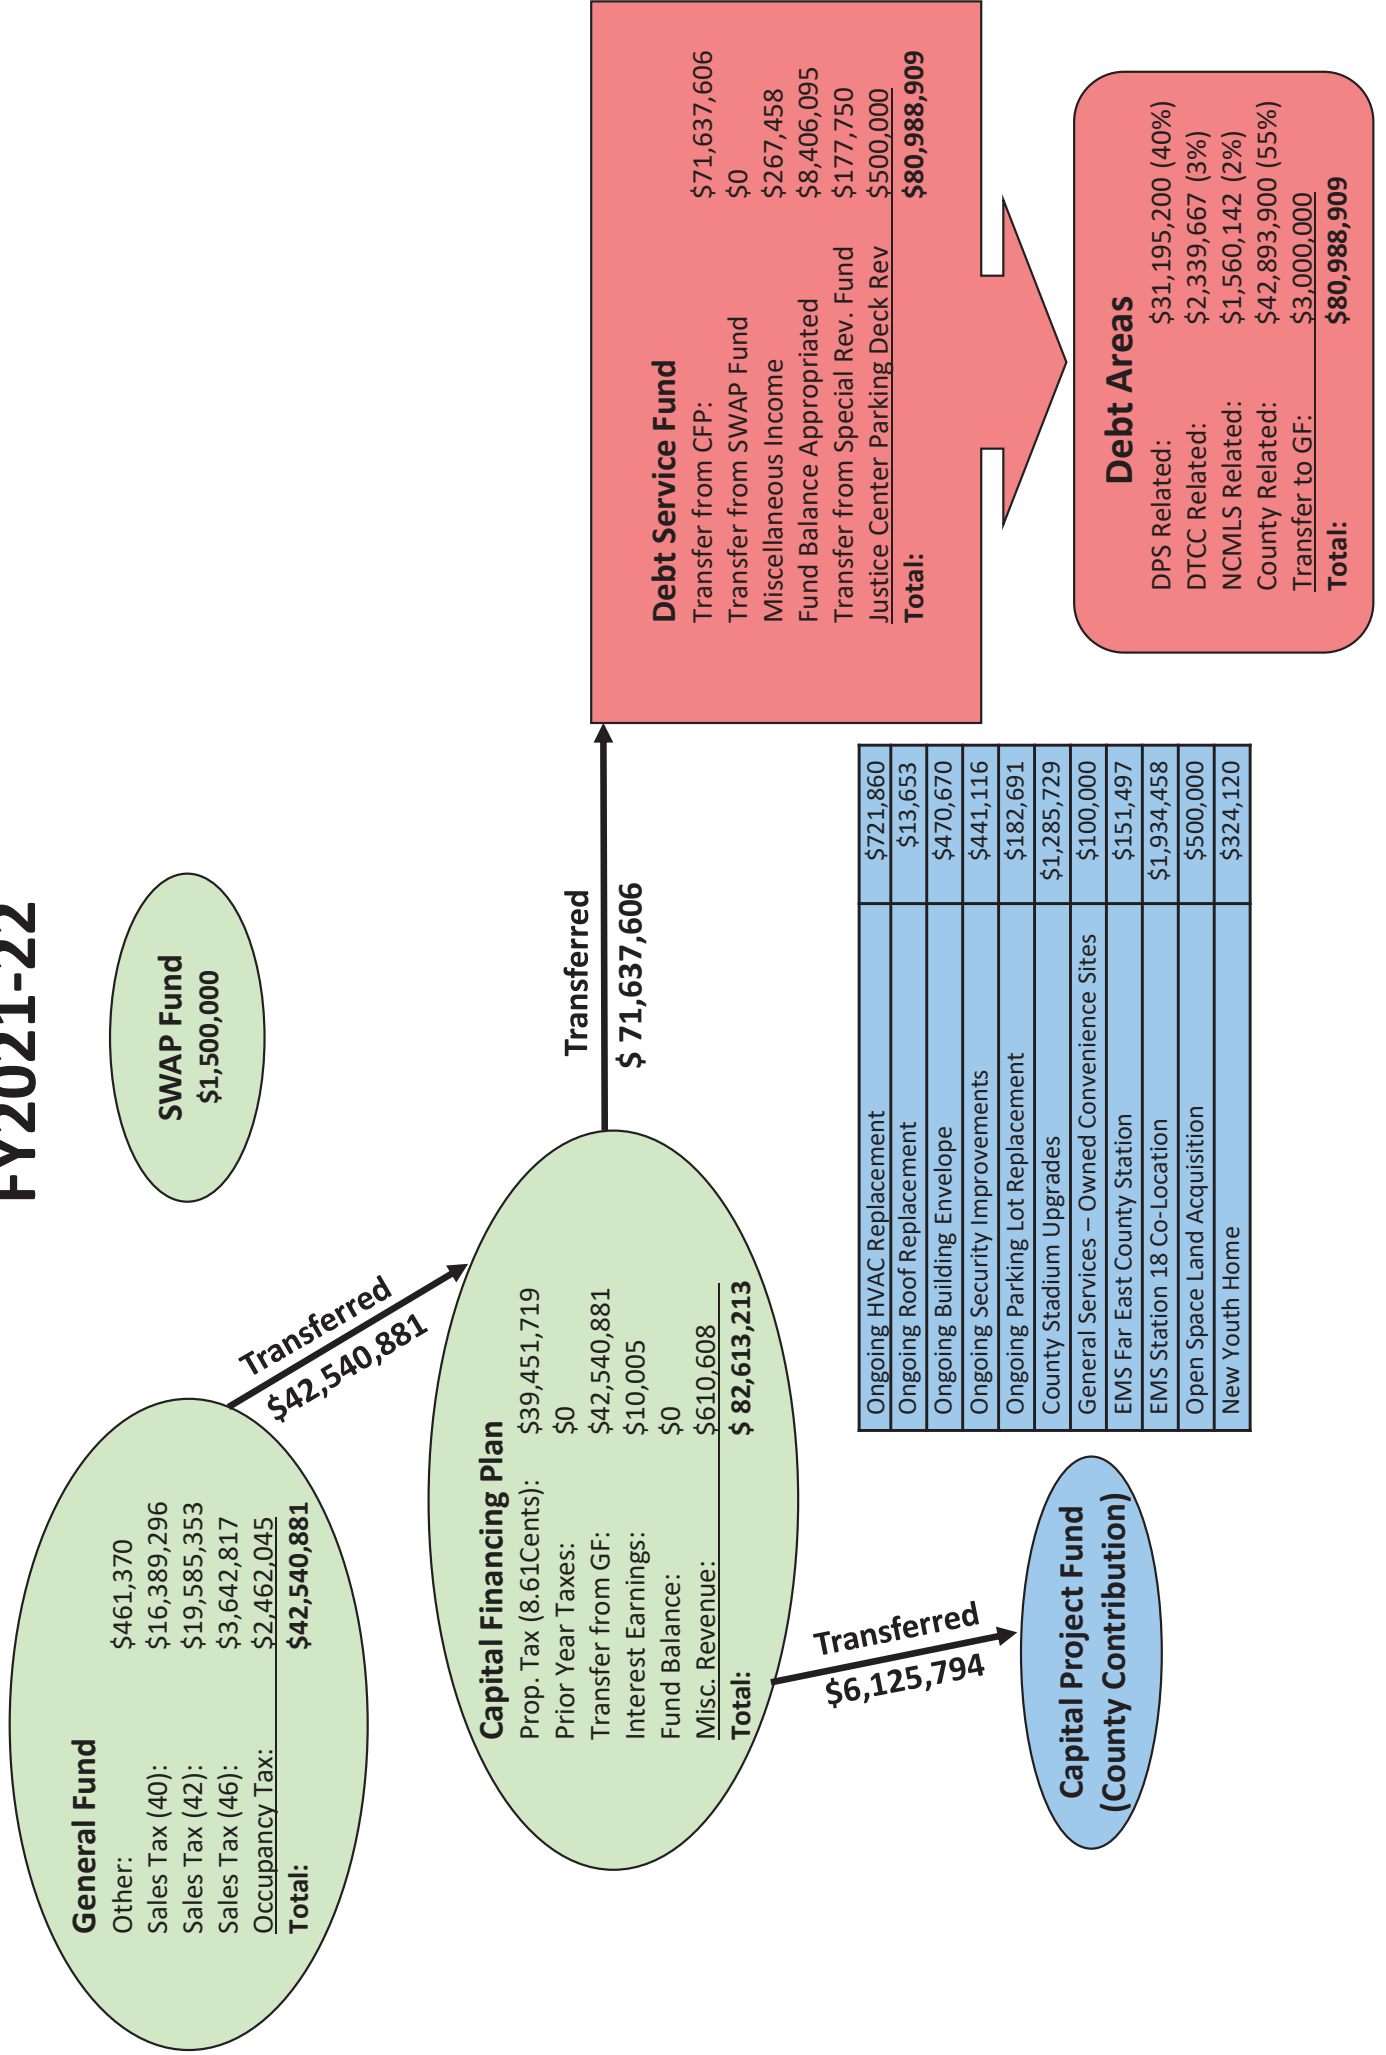 FY2021-22
General Fund
Other: $461,370
Sales Tax (40): $16,389,296
Sales Tax (42): $19,585,353
Sales Tax (46): $3,642,817
Occupancy Tax: $2,462,045
Total: $42,540,881
Transferred
$42,540,881
SWAP Fund
$1,500,000
Capital Financing Plan
Prop. Tax (8.61Cents): $39,451,719
Prior Year Taxes: $0
Transfer from GF: $42,540,881
Interest Earnings: $10,005
Fund Balance: $0
Misc. Revenue: $610,608
Total: $ 82,613,213
Transferred
$ 71,637,606
Debt Service Fund
Transfer from CFP: $71,637,606
Transfer from SWAP Fund $0
Miscellaneous Income $267,458
Fund Balance Appropriated $8,406,095
Transfer from Special Rev. Fund $177,750
Justice Center Parking Deck Rev $500,000
Total: $80,988,909
Transferred
$6,125,794
Capital Project Fund
(County Contribution)
Ongoing HVAC Replacement $721,860
Ongoing Roof Replacement $13,653
Ongoing Building Envelope $470,670
Ongoing Security Improvements $441,116
Ongoing Parking Lot Replacement $182,691
County Stadium Upgrades $1,285,729
General Services – Owned Convenience Sites $100,000
EMS Far East County Station $151,497
EMS Station 18 Co-Location $1,934,458
Open Space Land Acquisition $500,000
New Youth Home $324,120
Debt Areas
DPS Related: $31,195,200 (40%)
DTCC Related: $2,339,667 (3%)
NCMLS Related: $1,560,142 (2%)
County Related: $42,893,900 (55%)
Transfer to GF: $3,000,000
Total: $80,988,909